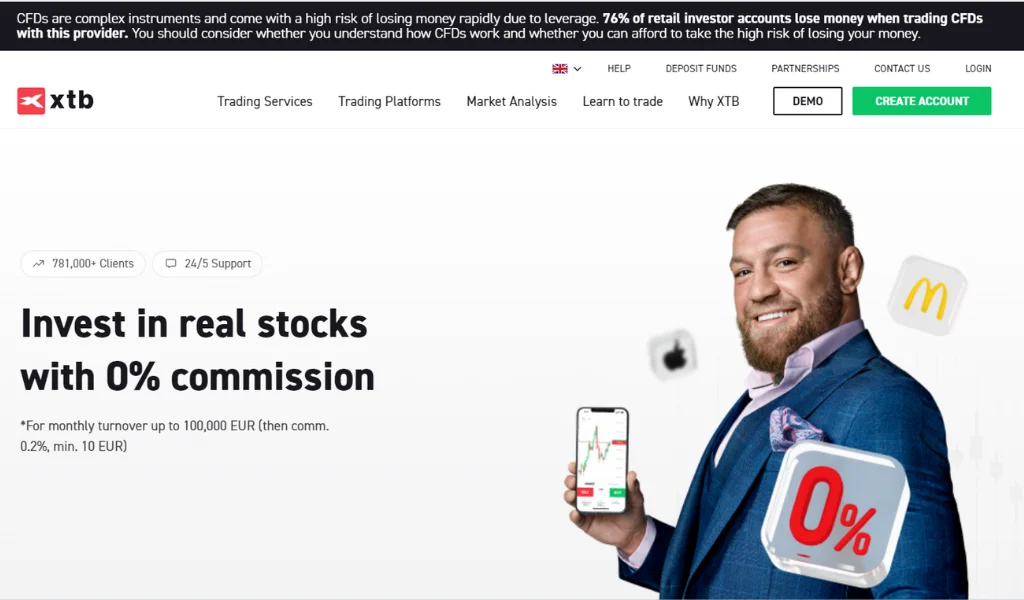 CFDs are complex instruments and come with a high risk of losing money rapidly due to leverage. 76% of retail investor accounts lose money when trading CFDs
with this provider. You should consider whether you understand how CFDs work and whether you can afford to take the high risk of losing your money.
HELP DEPOSIT FUNDS PARTNERSHIPS CONTACT US LOGIN
xtb Trading Services Trading Platforms Market Analysis Learn to trade Why XTB DEMO CREATE ACCOUNT
781,000+ Clients 24/5 Support
Invest in real stocks
with 0% commission
*For monthly turnover up to 100,000 EUR (then comm.
0.2%, min. 10 EUR)
0%